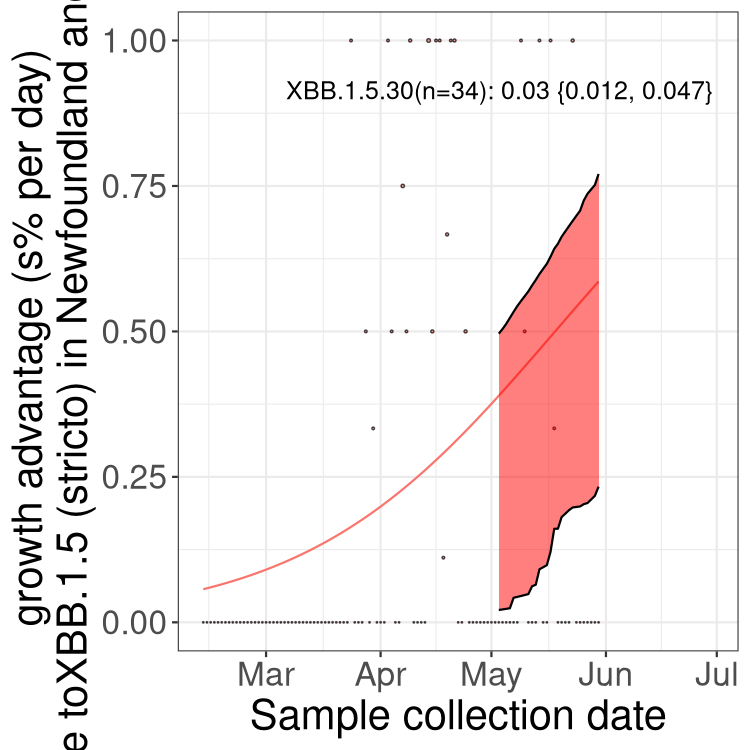 growth advantage (s% per day)
toXBB.1.5 (stricto) in Newfoundland
1.00
0.75
0.50
0.25
0.00
XBB.1.5.30(n=34): 0.03 {0.012, 0.047}
Mar Apr May Jun Jul
Sample collection date